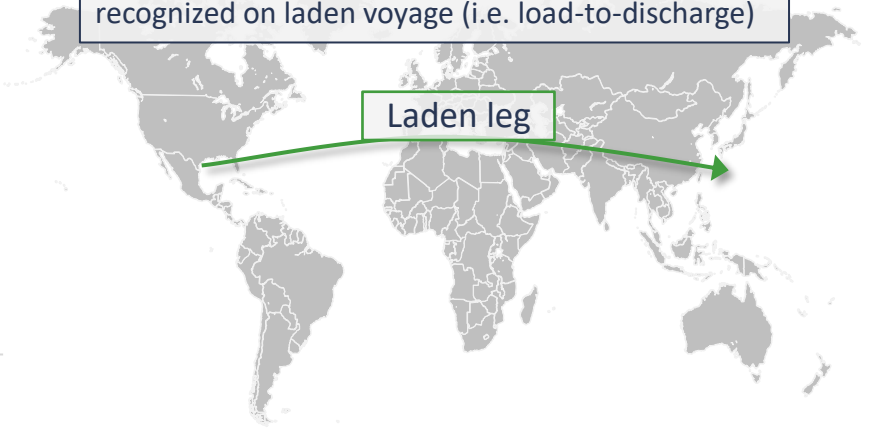 recognized on laden voyage (i.e. load-to-discharge)
Laden leg